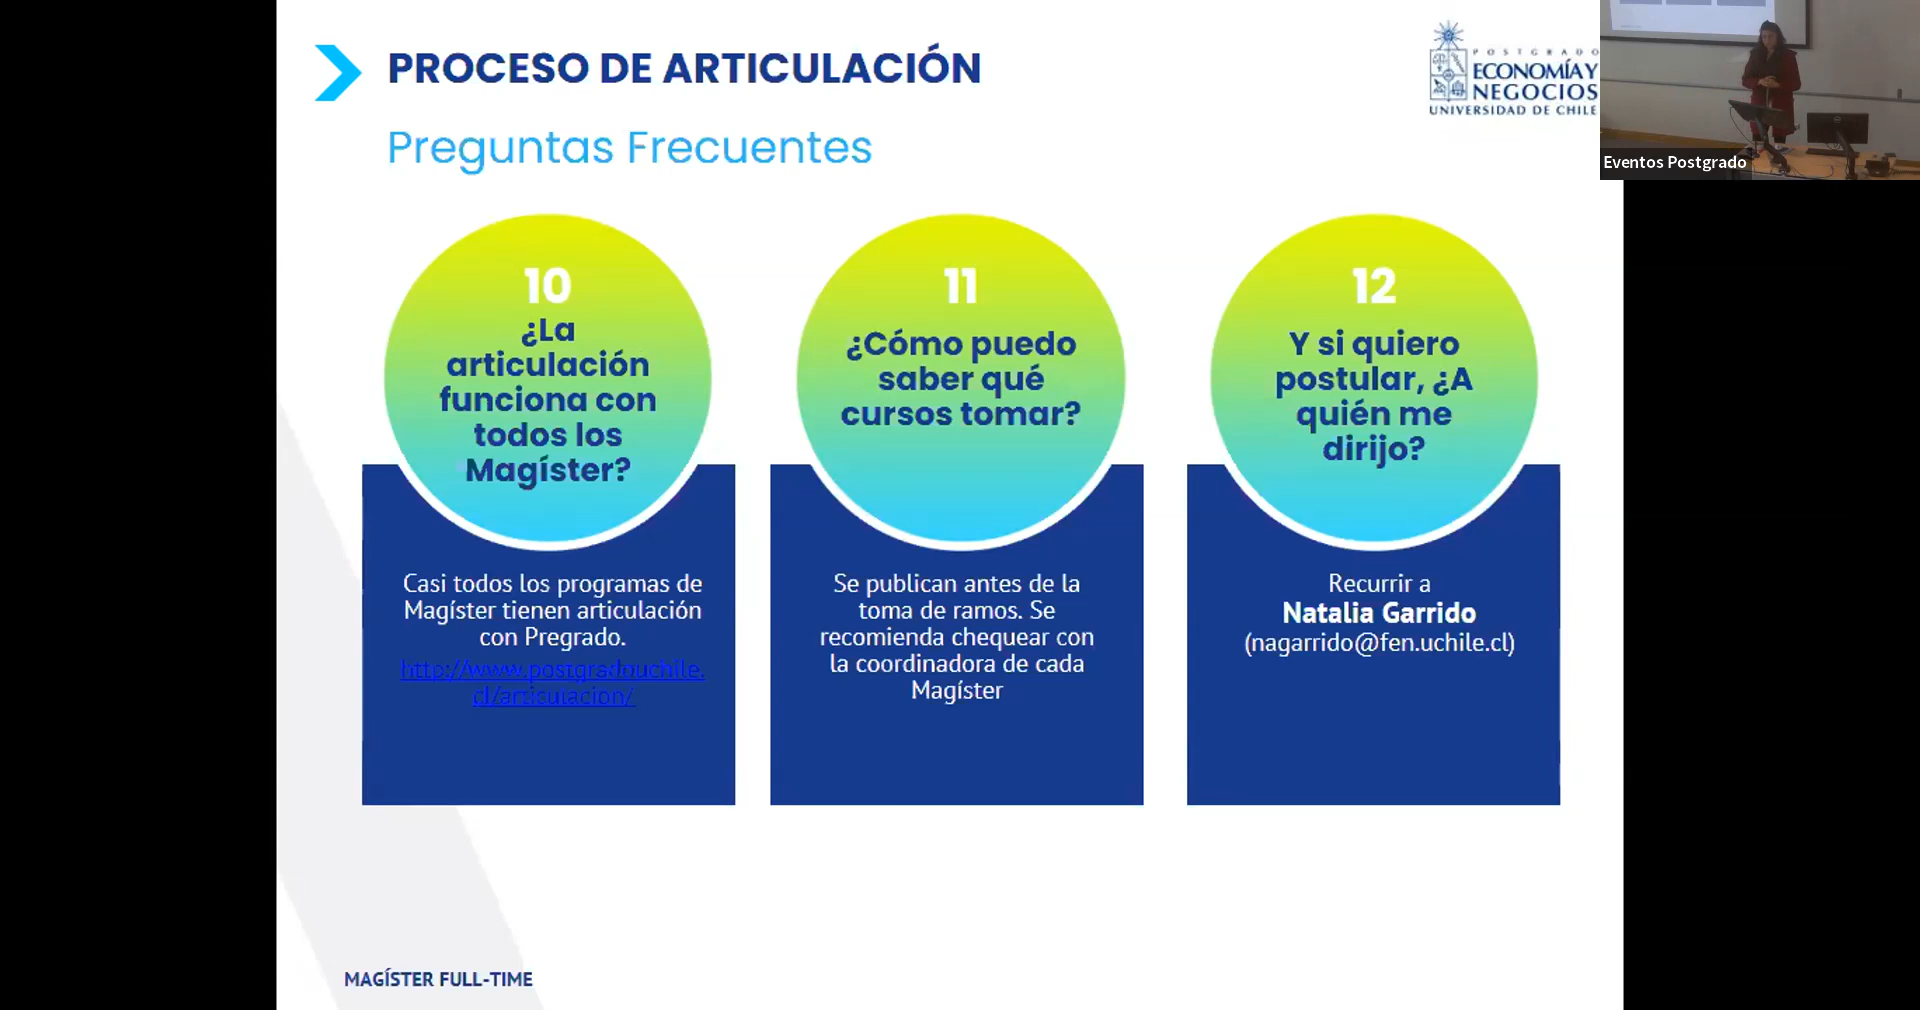 PROCESO DE ARTICULACIÓN
Preguntas Frecuentes
POSTGRADO
ECONOMÍA Y
NEGOCIOS
UNIVERSIDAD DE CHILE
Eventos Postgrado
10
¿La
articulación
funciona con
todos los
Magíster?
Casi todos los programas de
Magíster tienen articulación
con Pregrado.
http://www.postgradouchile.
cl/articulacion/
11
¿Cómo puedo
saber qué
cursos tomar?
Se publican antes de la
toma de ramos. Se
recomienda chequear con
la coordinadora de cada
Magíster
12
Y si quiero
postular, ¿A
quién me
dirijo?
Recurrir a
Natalia Garrido
(nagarrido@fen.uchile.cl)
MAGÍSTER FULL-TIME